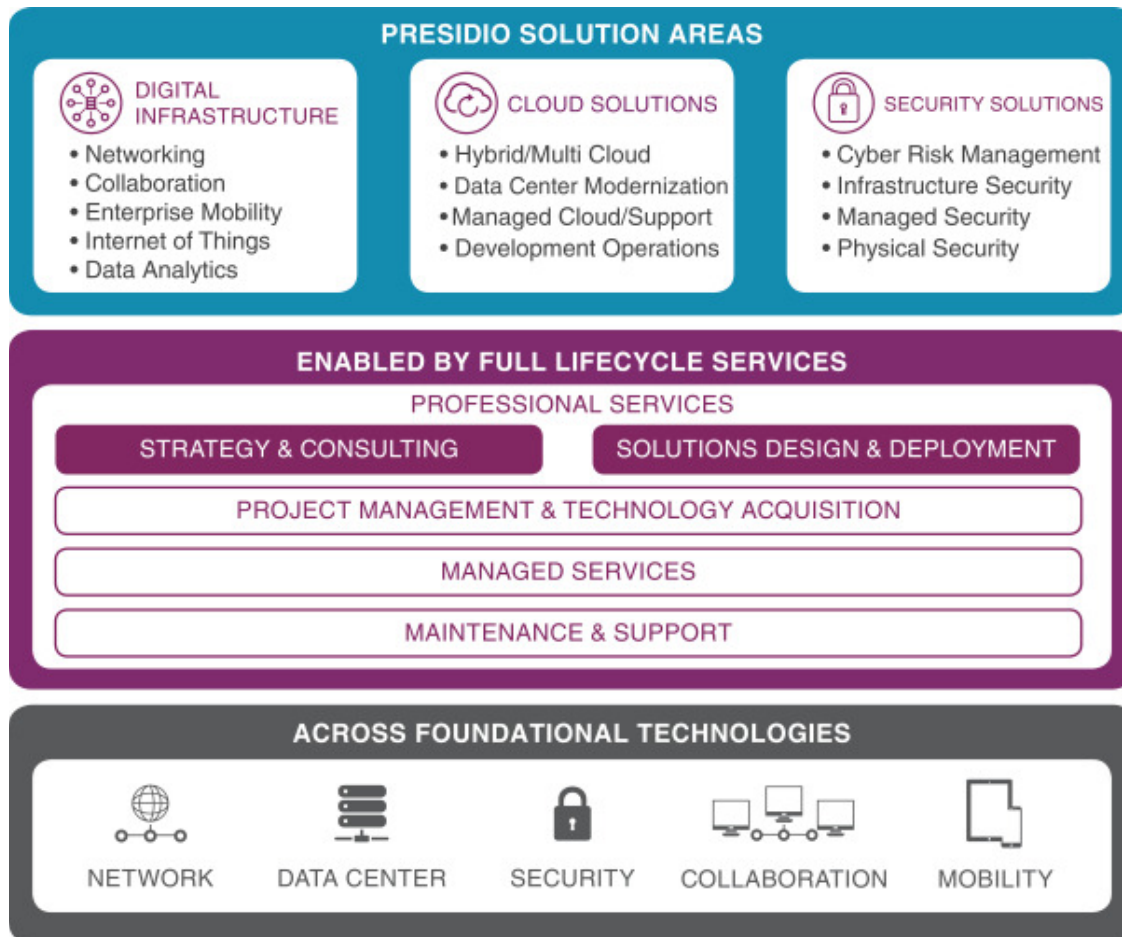 PRESIDIO SOLUTION AREAS
DIGITAL
INFRASTRUCTURE
• Networking
• Collaboration
• Enterprise Mobility
• Internet of Things
• Data Analytics
CLOUD SOLUTIONS
• Hybrid/Multi Cloud
• Data Center Modernization
• Managed Cloud/Support
• Development Operations
SECURITY SOLUTIONS
• Cyber Risk Management
• Infrastructure Security
• Managed Security
• Physical Security
ENABLED BY FULL LIFECYCLE SERVICES
PROFESSIONAL SERVICES
STRATEGY & CONSULTING
SOLUTIONS DESIGN & DEPLOYMENT
PROJECT MANAGEMENT & TECHNOLOGY ACQUISITION
MANAGED SERVICES
MAINTENANCE & SUPPORT
ACROSS FOUNDATIONAL TECHNOLOGIES
NETWORK
DATA CENTER
SECURITY
COLLABORATION
MOBILITY